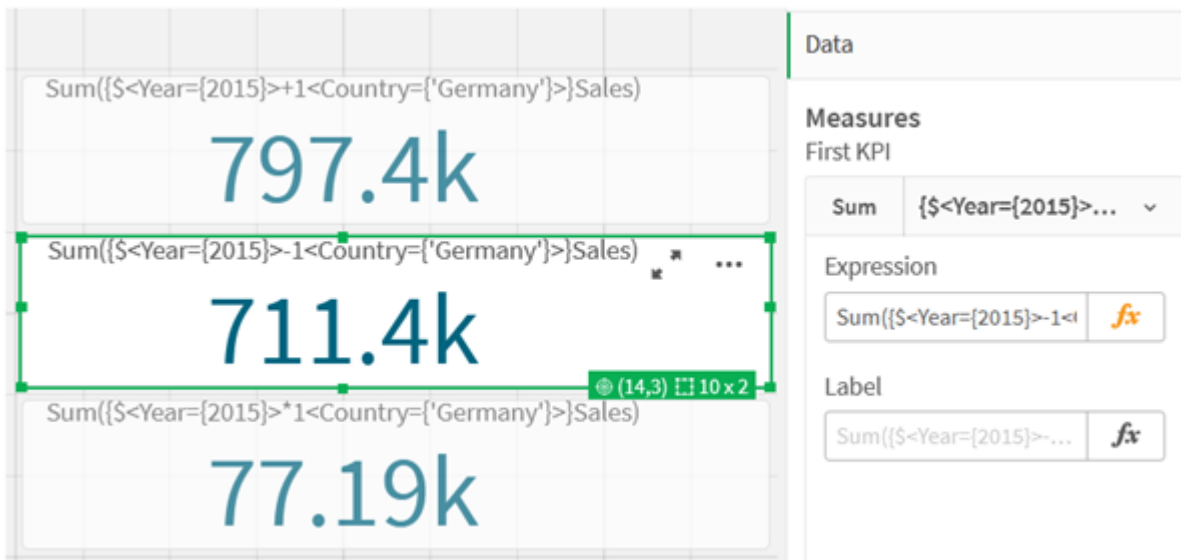 Sum({$<Year={2015}>+1<Country={'Germany'}>}Sales)
797.4k
Sum({$<Year={2015}>-1<Country={'Germany'}>}Sales)
711.4k
(14,3) 10 x 2
Sum({$<Year={2015}>*1<Country={'Germany'}>}Sales)
77.19k
Data
Measures
First KPI
Sum {$<Year={2015}>...
Expression
Sum({$<Year={2015}>-1<( fx
Label
Sum({$<Year={2015}>-... fx